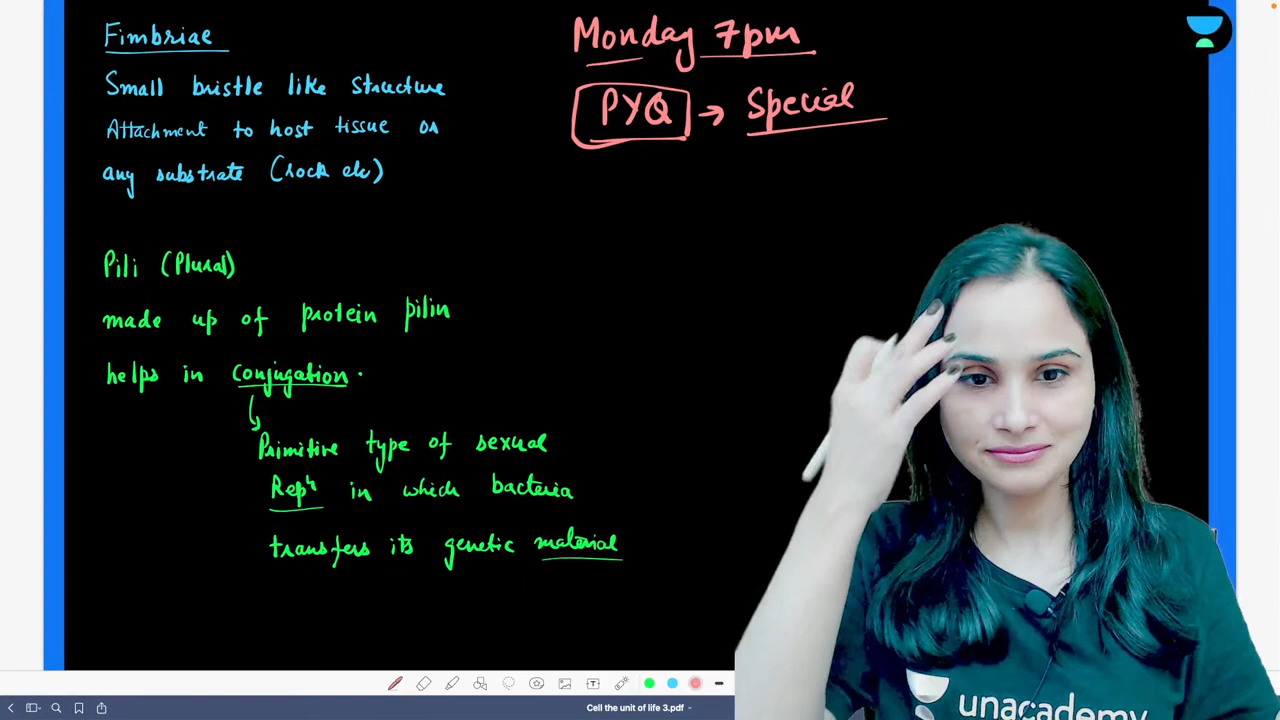 Fimbriae
Small bristle like structure
Attachment to host tissue or
any substrate (rock etc)
Monday 7pm
PYQ → Special
Pili (Plural)
made up of protein pilin
helps in conjugation.
Primitive type of sexual
Repⁿ in which bacteria
transfers its genetic material
unacademy
Cell the unit of life 3.pdf